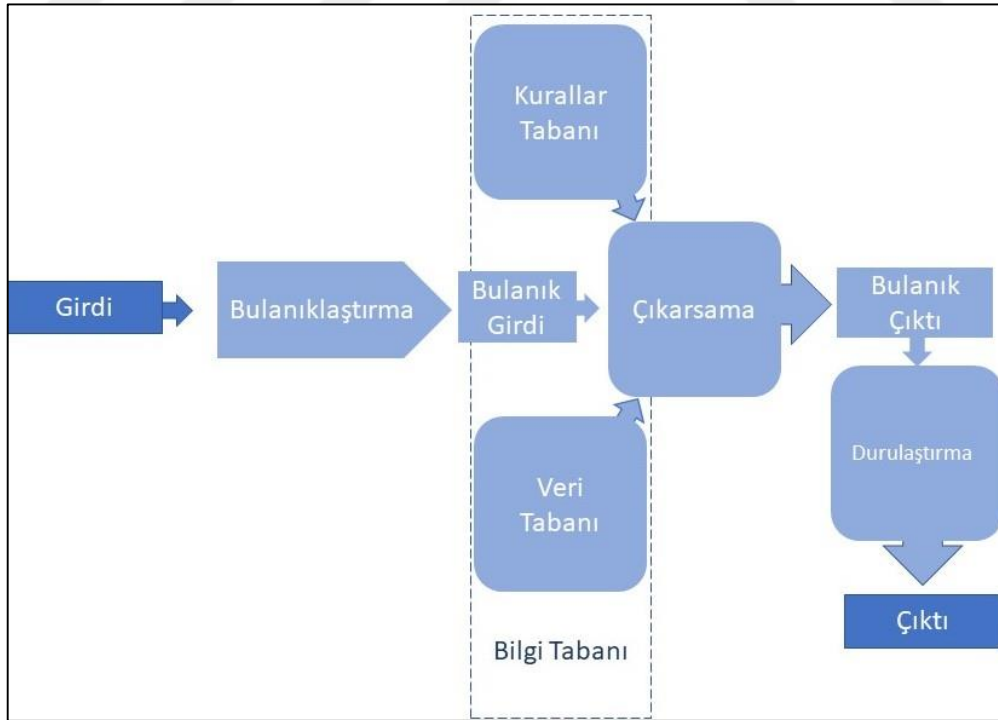 Kurallar
Tabanı
Girdi
Bulanıklaştırma
Bulanık
Girdi
Çıkarsama
Bulanık
Çıktı
Durulaştırma
Veri
Tabanı
Çıktı
Bilgi Tabanı